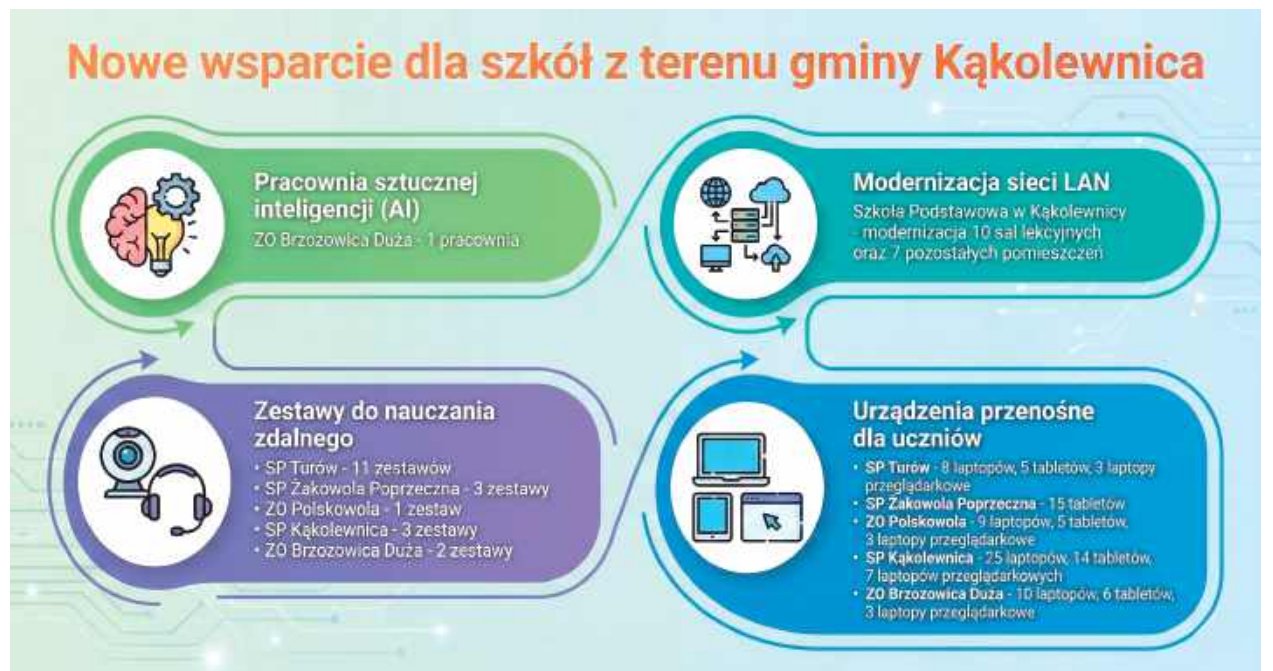 Nowe wsparcie dla szkół z terenu gminy Kąkolewnica
Pracownia sztucznej
inteligencji (AI)
ZO Brzozowica Duża - 1 pracownia
Modernizacja sieci LAN
Szkoła Podstawowa w Kąkolewnicy
- modernizacja 10 sal lekcyjnych
oraz 7 pozostałych pomieszczeń
Zestawy do nauczania
zdalnego
• SP Turów - 11 zestawów
• SP Żakowola Poprzeczna - 3 zestawy
• ZO Polskowola - 1 zestaw
• SP Kąkolewnica - 3 zestawy
• ZO Brzozowica Duża - 2 zestawy
Urządzenia przenośne
dla uczniów
• SP Turów - 8 laptopów, 5 tabletów, 3 laptopy
przeglądarkowe
• SP Żakowola Poprzeczna - 15 tabletów
• ZO Polskowola - 9 laptopów, 5 tabletów,
3 laptopy przeglądarkowe
• SP Kąkolewnica - 25 laptopów, 14 tabletów,
7 laptopów przeglądarkowych
• ZO Brzozowica Duża - 10 laptopów, 6 tabletów,
3 laptopy przeglądarkowe